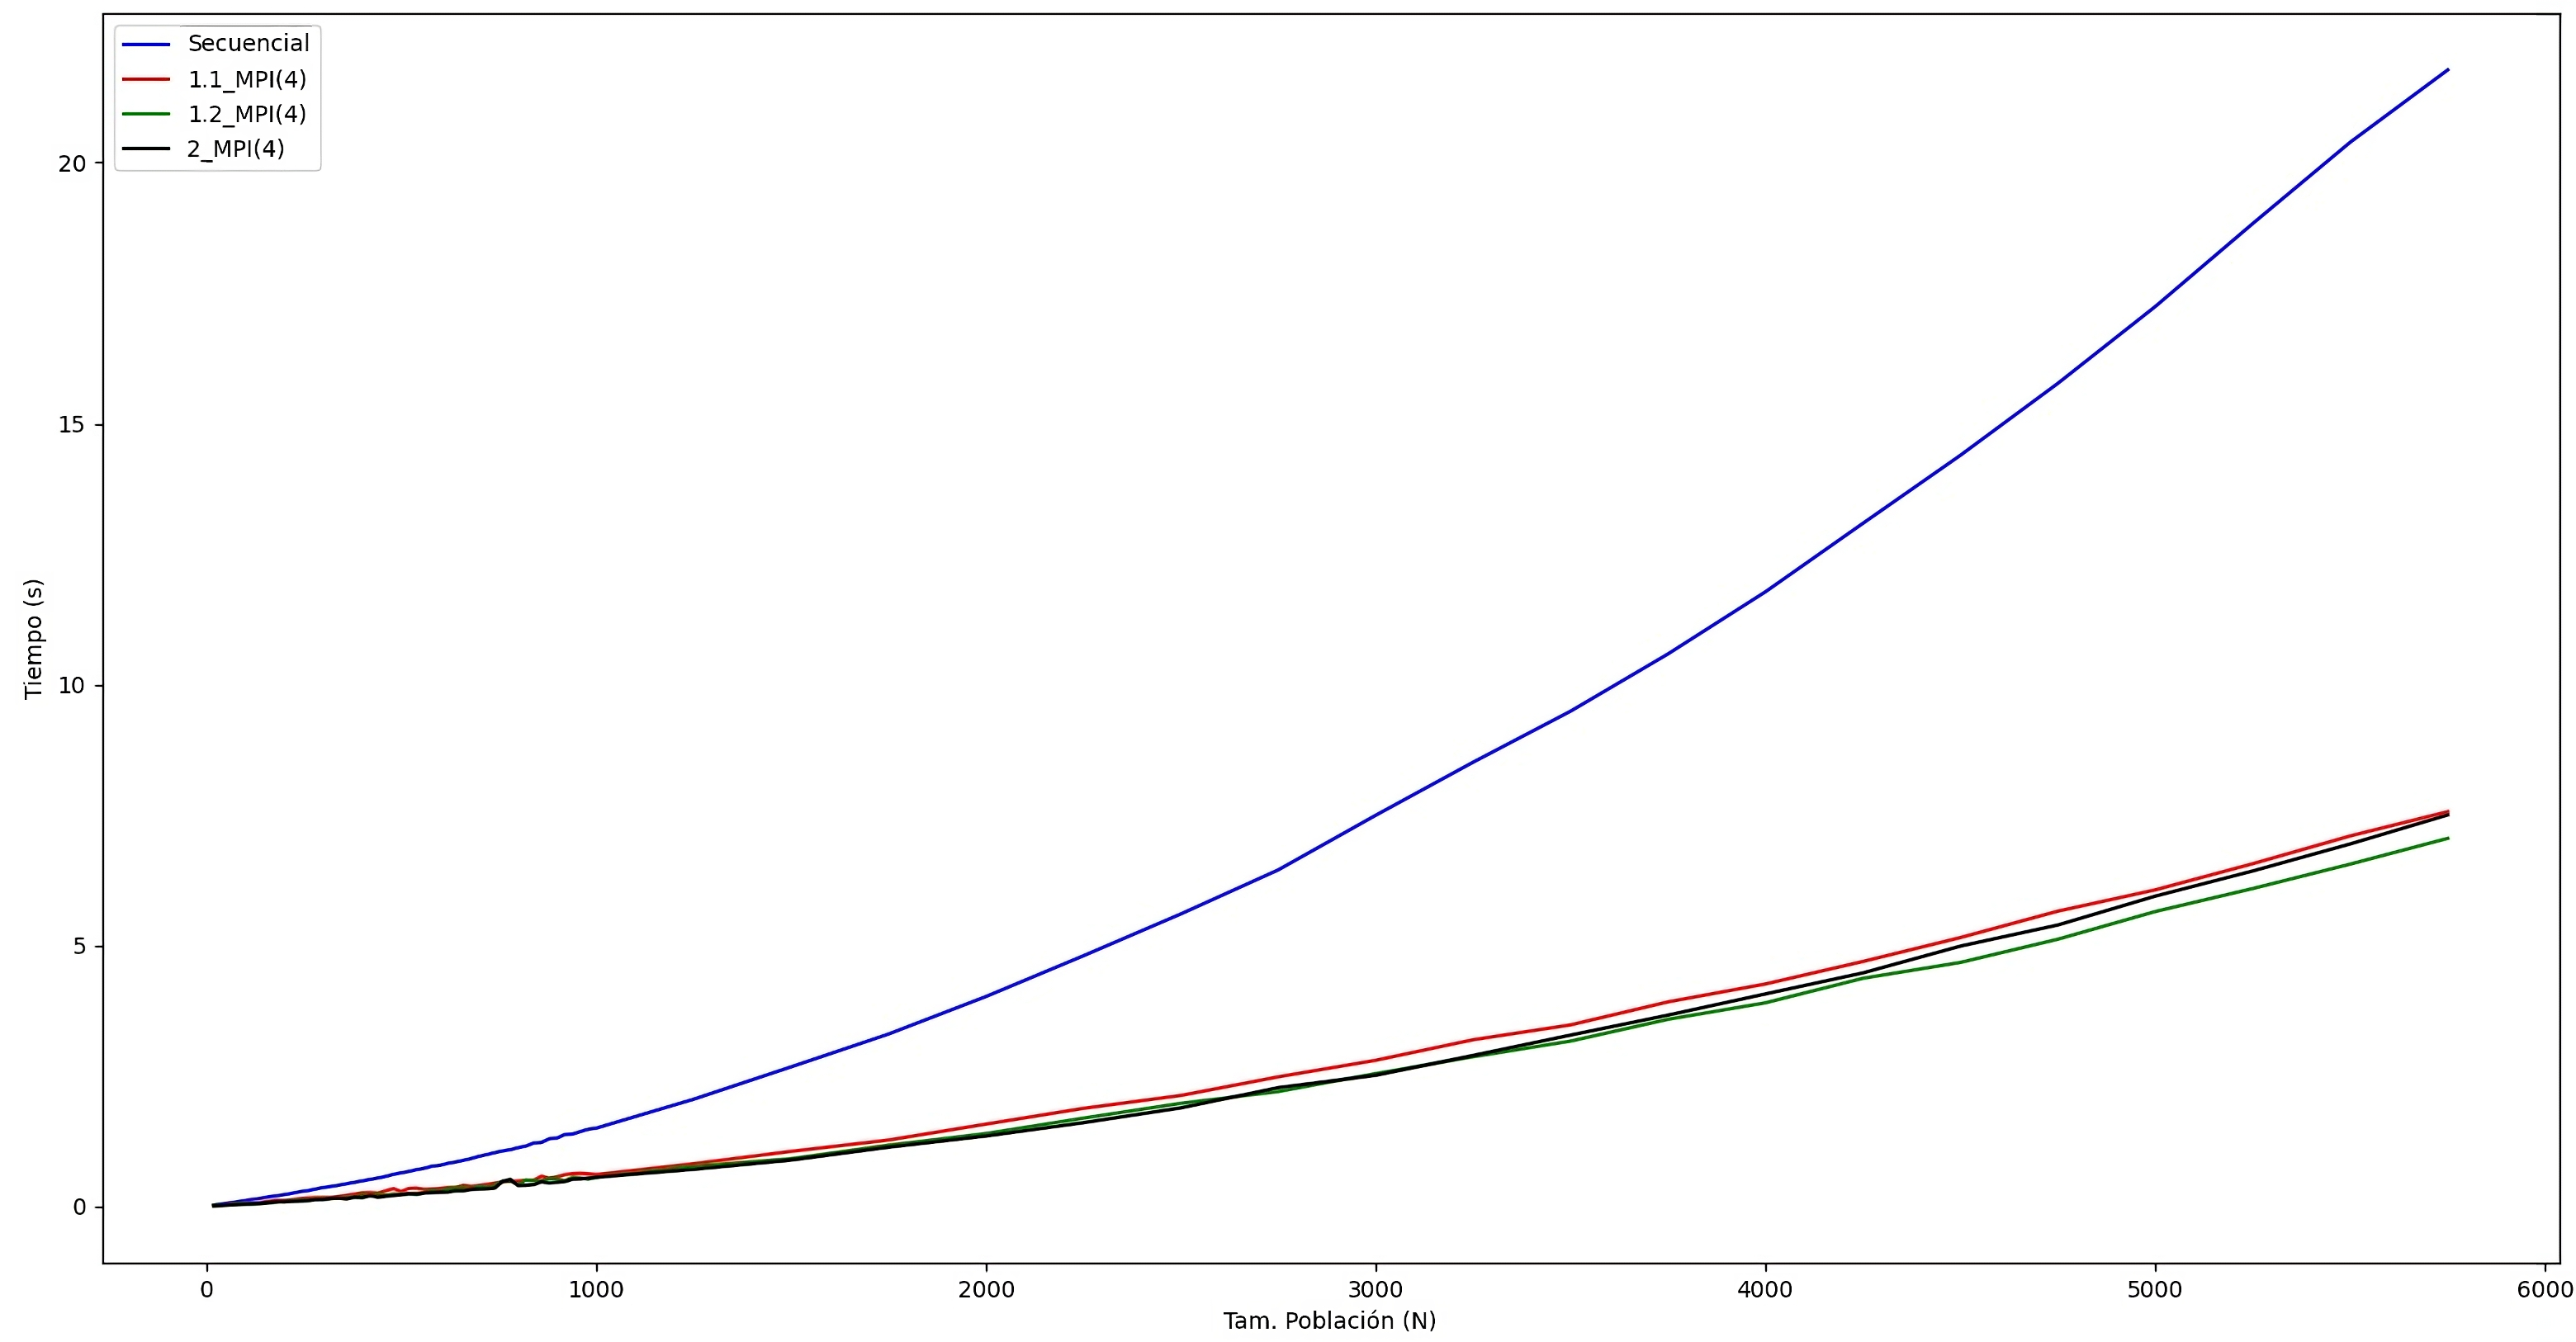 Secuencial
1.1_MPI(4)
1.2_MPI(4)
2_MPI(4)
20
15
10
5
0
Tiempo (s)
0
1000
2000
3000
4000
5000
6000
Tam. Población (N)